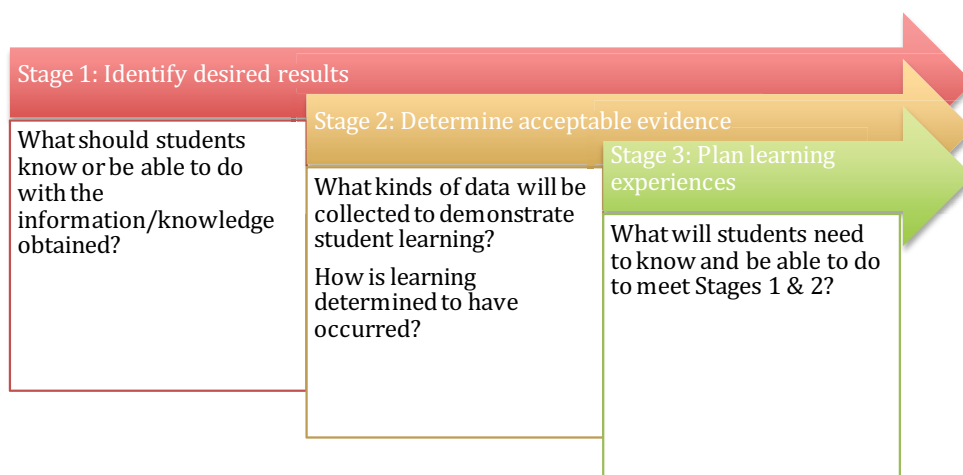 Stage 1: Identify desired results
What should students
know or be able to do
with the
information/knowledge
obtained?
Stage 2: Determine acceptable evidence
What kinds of data will be
collected to demonstrate
student learning?
How is learning
determined to have
occurred?
Stage 3: Plan learning
experiences
What will students need
to know and be able to do
to meet Stages 1 & 2?